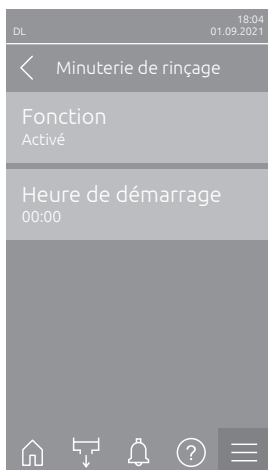 18:04
DL
01.09.2021
Minuterie de rinçage
Fonction
Activé
Heure de démarrage
00:00
?